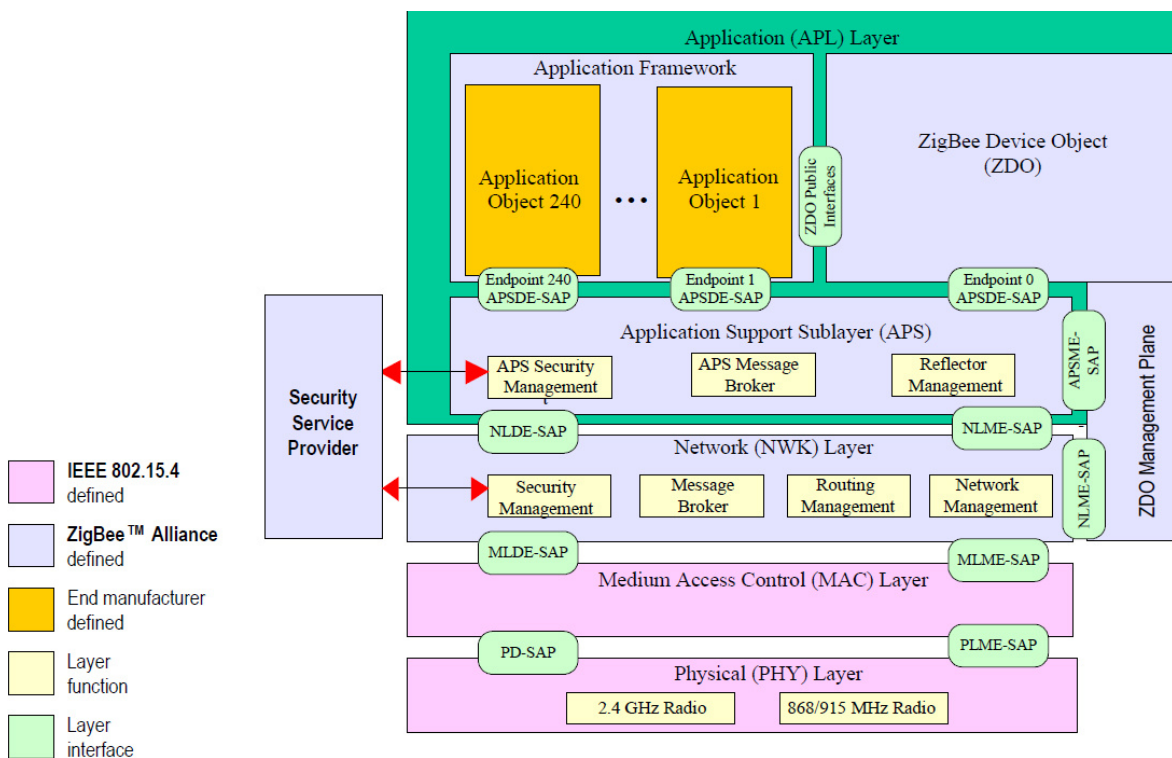 Application (APL) Layer
Application Framework
ZigBee Device Object
(ZDO)
Application
Object 240
...
Application
Object 1
ZDO Public
Interfaces
Endpoint 240
APSDE-SAP
Endpoint 1
APSDE-SAP
Endpoint 0
APSDE-SAP
Application Support Sublayer (APS)
APS Security
Management
APS Message
Broker
Reflector
Management
APSME-
SAP
Security
Service
Provider
ZDO Management Plane
NLDE-SAP
NLME-SAP
Network (NWK) Layer
Security
Management
Message
Broker
Routing
Management
Network
Management
NLME-SAP
MLDE-SAP
MLME-SAP
Medium Access Control (MAC) Layer
PD-SAP
PLME-SAP
Physical (PHY) Layer
2.4 GHz Radio
868/915 MHz Radio
IEEE 802.15.4
defined
ZigBee™ Alliance
defined
End manufacturer
defined
Layer
function
Layer
interface